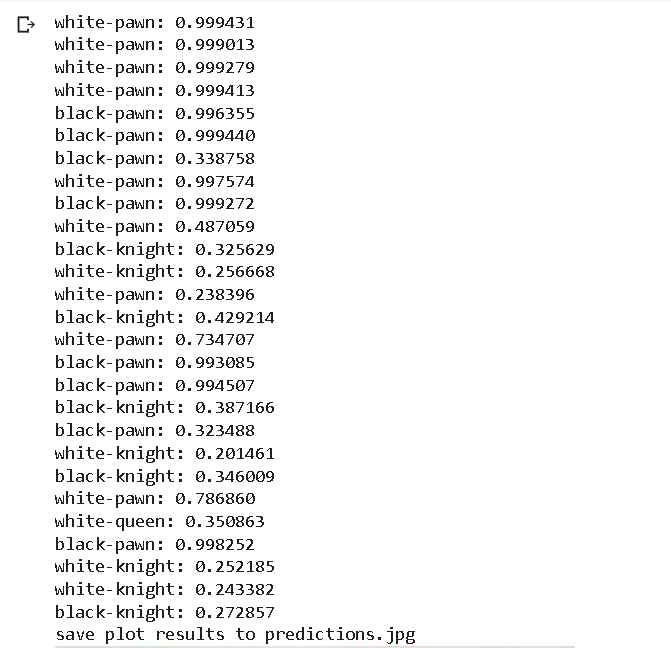 white-pawn: 0.999431
white-pawn: 0.999013
white-pawn: 0.999279
white-pawn: 0.999413
black-pawn: 0.996355
black-pawn: 0.999440
black-pawn: 0.338758
white-pawn: 0.997574
black-pawn: 0.999272
white-pawn: 0.487059
black-knight: 0.325629
white-knight: 0.256668
white-pawn: 0.238396
black-knight: 0.429214
white-pawn: 0.734707
black-pawn: 0.993085
black-pawn: 0.994507
black-knight: 0.387166
black-pawn: 0.323488
white-knight: 0.201461
black-knight: 0.346009
white-pawn: 0.786860
white-queen: 0.350863
black-pawn: 0.998252
white-knight: 0.252185
white-knight: 0.243382
black-knight: 0.272857
save plot results to predictions.jpg